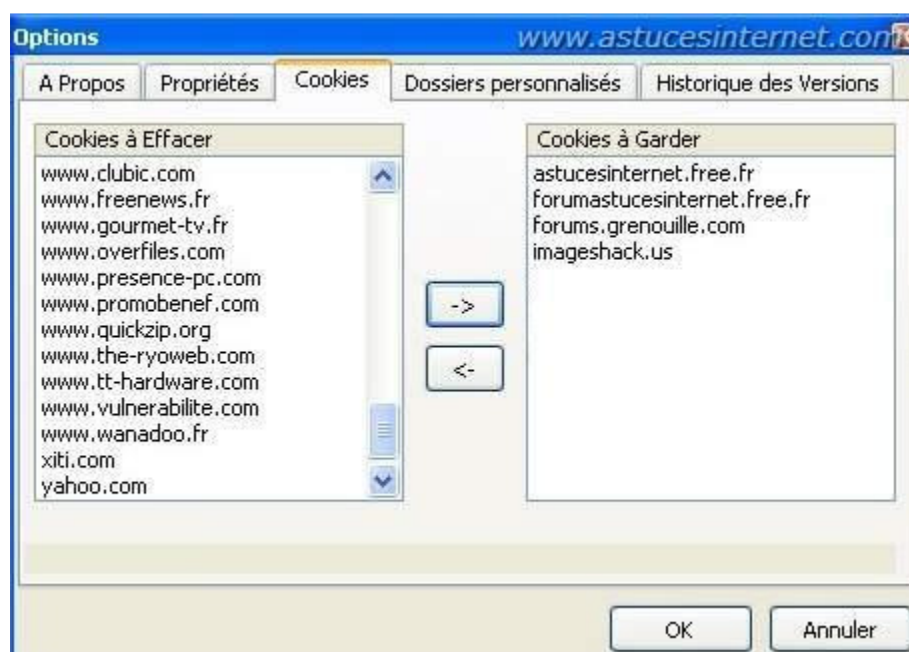 Options
www.astucesinternet.com
A Propos
Propriétés
Cookies
Dossiers personnalisés
Historique des Versions
Cookies à Effacer
www.clubic.com
www.freenews.fr
www.gourmet-tv.fr
www.overfiles.com
www.presence-pc.com
www.promobenef.com
www.quickzip.org
www.the-ryoweb.com
www.tt-hardware.com
www.vulnerabilite.com
www.wanadoo.fr
xiti.com
yahoo.com
->
<-
Cookies à Garder
astucesinternet.free.fr
forumastucesinternet.free.fr
forums.grenouille.com
imageshack.us
OK
Annuler